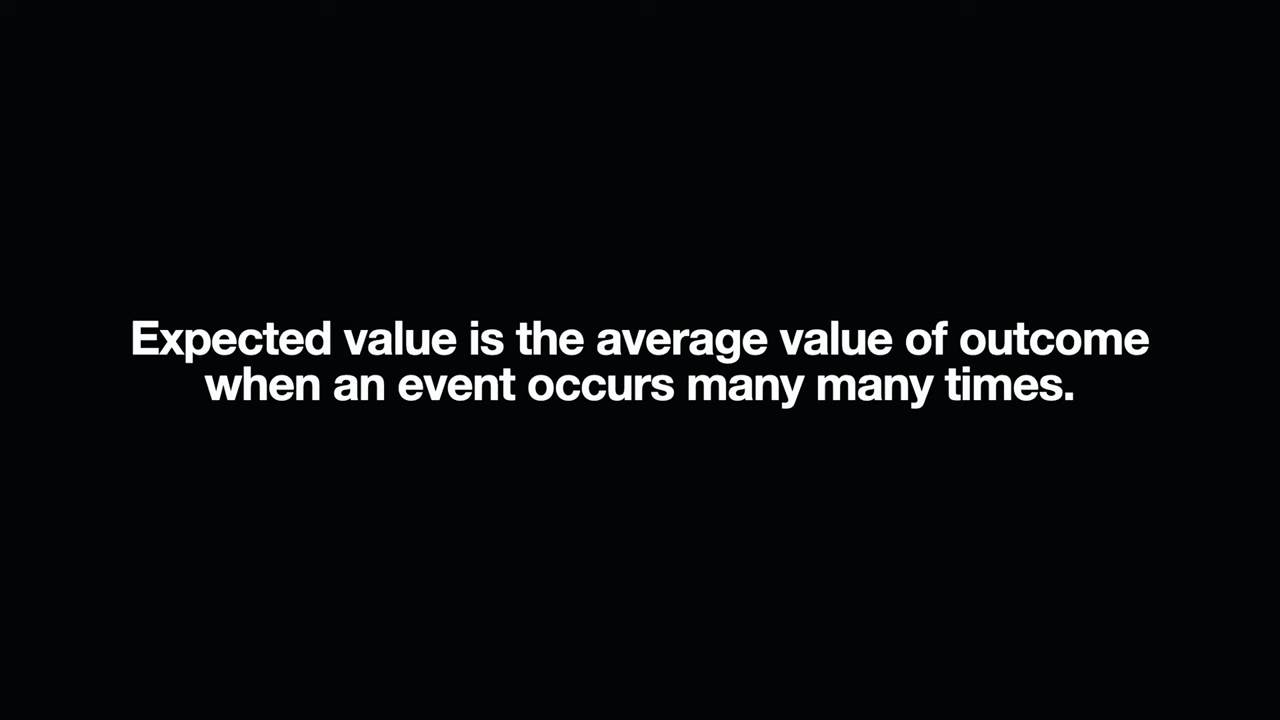 Expected value is the average value of outcome
when an event occurs many many times.